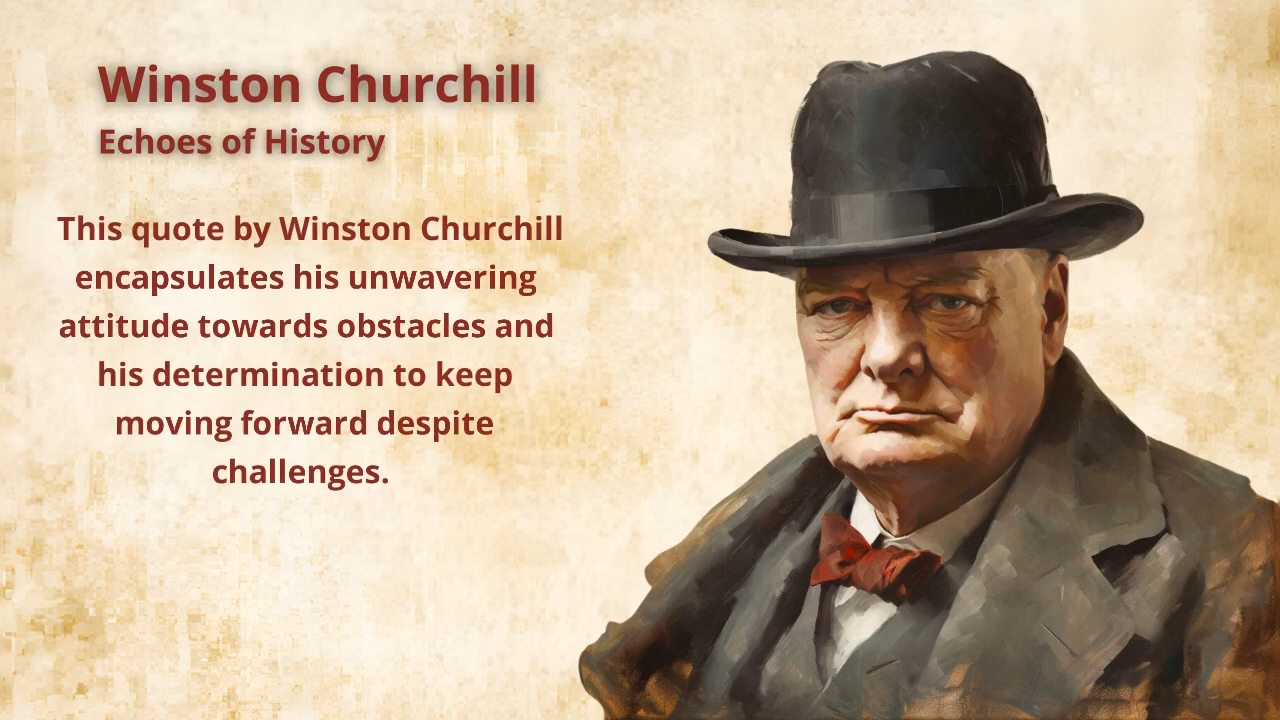 Winston Churchill
Echoes of History
This quote by Winston Churchill
encapsulates his unwavering
attitude towards obstacles and
his determination to keep
moving forward despite
challenges.